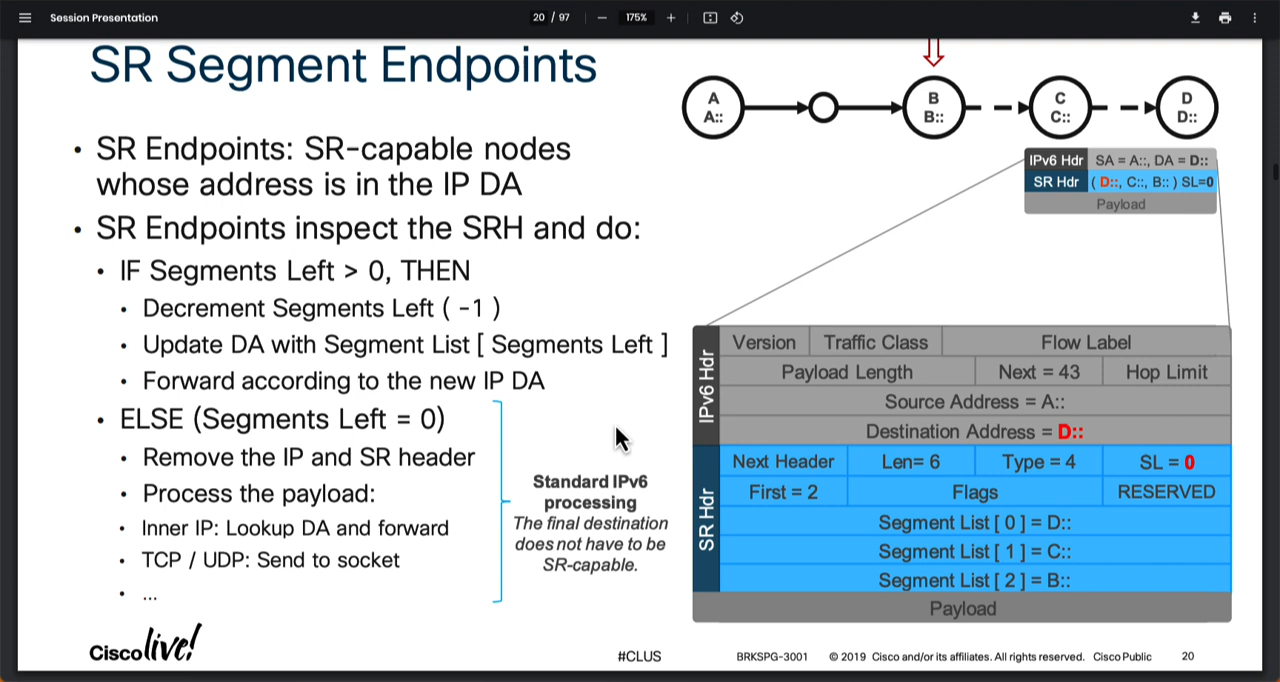 Session Presentation
20 / 97
175%
SR Segment Endpoints
• SR Endpoints: SR-capable nodes
whose address is in the IP DA
• SR Endpoints inspect the SRH and do:
• IF Segments Left > 0, THEN
• Decrement Segments Left ( -1 )
• Update DA with Segment List [ Segments Left ]
• Forward according to the new IP DA
• ELSE (Segments Left = 0)
• Remove the IP and SR header
• Process the payload:
• Inner IP: Lookup DA and forward
• TCP / UDP: Send to socket
• ...
Standard IPv6
processing
The final destination
does not have to be
SR-capable.
A
A::
B
B::
C
C::
D
D::
IPv6 Hdr SA = A::, DA = D::
SR Hdr ( D::, C::, B:: ) SL=0
Payload
IPv6 Hdr
Version Traffic Class Flow Label
Payload Length Next = 43 Hop Limit
Source Address = A::
Destination Address = D::
SR Hdr
Next Header Len= 6 Type = 4 SL = 0
First = 2 Flags RESERVED
Segment List [ 0 ] = D::
Segment List [ 1 ] = C::
Segment List [ 2 ] = B::
Payload
Cisco live!
#CLUS
BRKSPG-3001 © 2019 Cisco and/or its affiliates. All rights reserved. Cisco Public 20